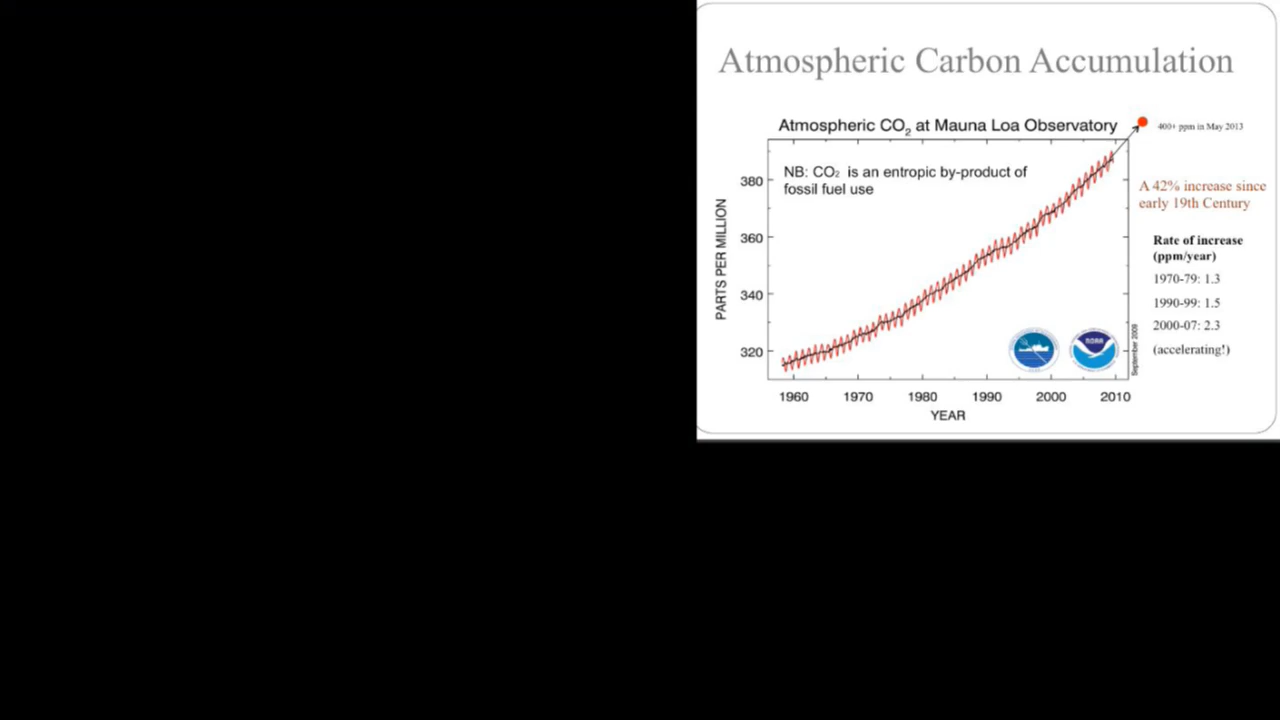 Atmospheric Carbon Accumulation
Atmospheric CO₂ at Mauna Loa Observatory
400+ ppm in May 2013
NB: CO₂ is an entropic by-product of
fossil fuel use
A 42% increase since
early 19th Century
Rate of increase
(ppm/year)
1970-79: 1.3
1990-99: 1.5
2000-07: 2.3
(accelerating!)
PARTS PER MILLION
380
360
340
320
NOAA
September 2009
1960 1970 1980 1990 2000 2010
YEAR